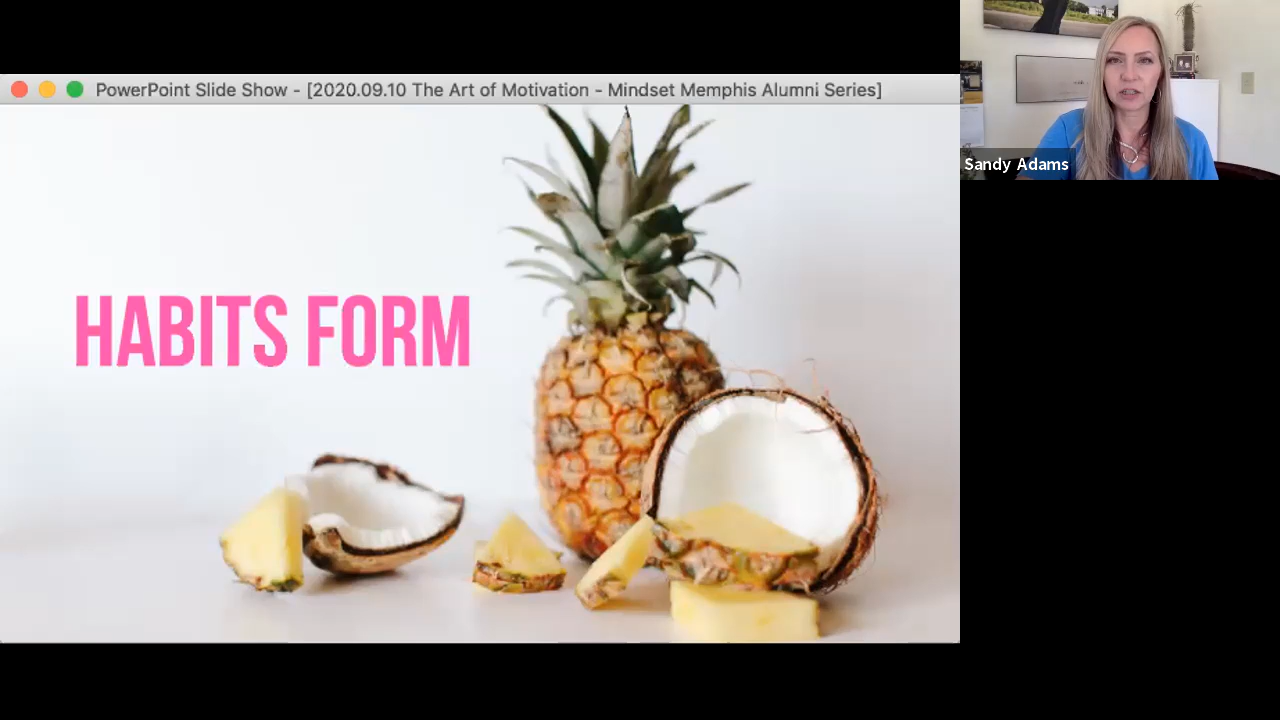 PowerPoint Slide Show - [2020.09.10 The Art of Motivation - Mindset Memphis Alumni Series]
Sandy Adams
HABITS FORM